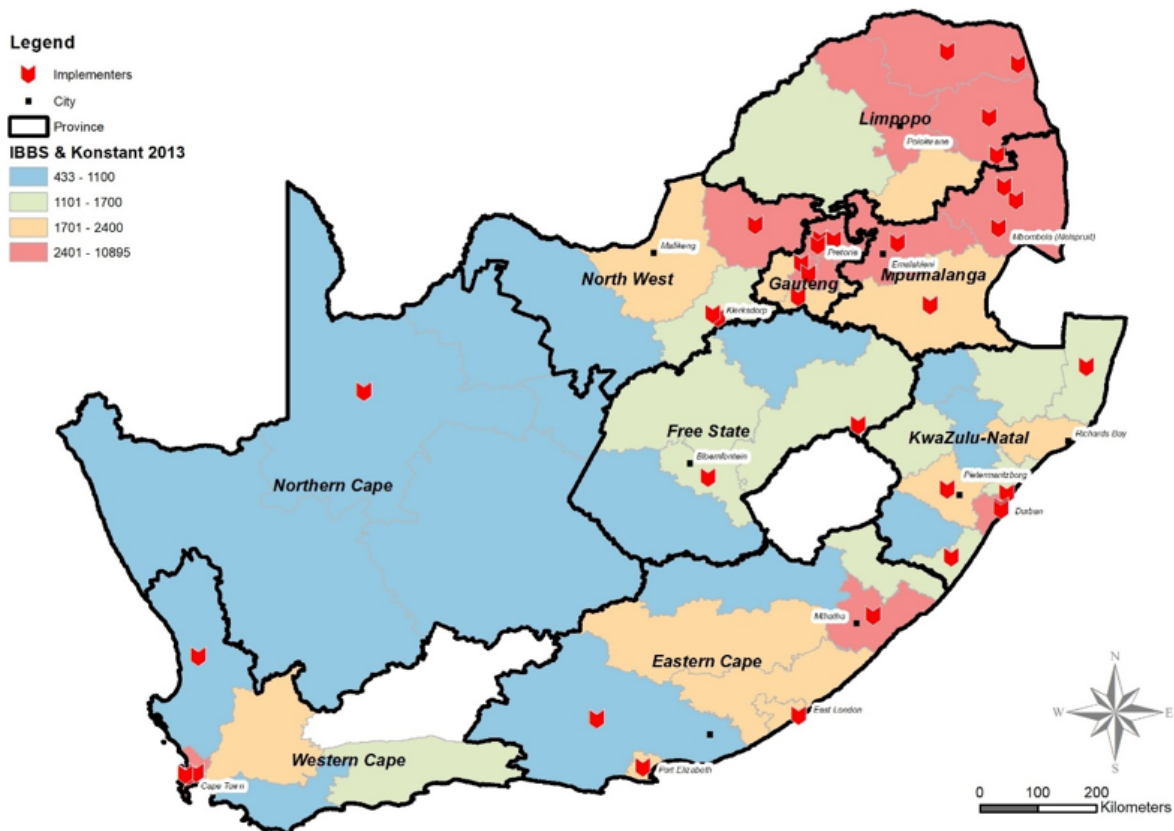 Legend
Implementers
City
Province
IBBS & Konstant 2013
433 - 1100
1101 - 1700
1701 - 2400
2401 - 10895
Limpopo
Polokwane
Mafikeng
North West
Pretoria
Gauteng
Emalahleni
Mpumalanga
Mbombela (Nelspruit)
Klerksdorp
Free State
Bloemfontein
KwaZulu-Natal
Richards Bay
Pietermaritzburg
Durban
Northern Cape
Mthatha
Eastern Cape
East London
Port Elizabeth
Western Cape
Cape Town
N
W E
S
0 100 200
Kilometers